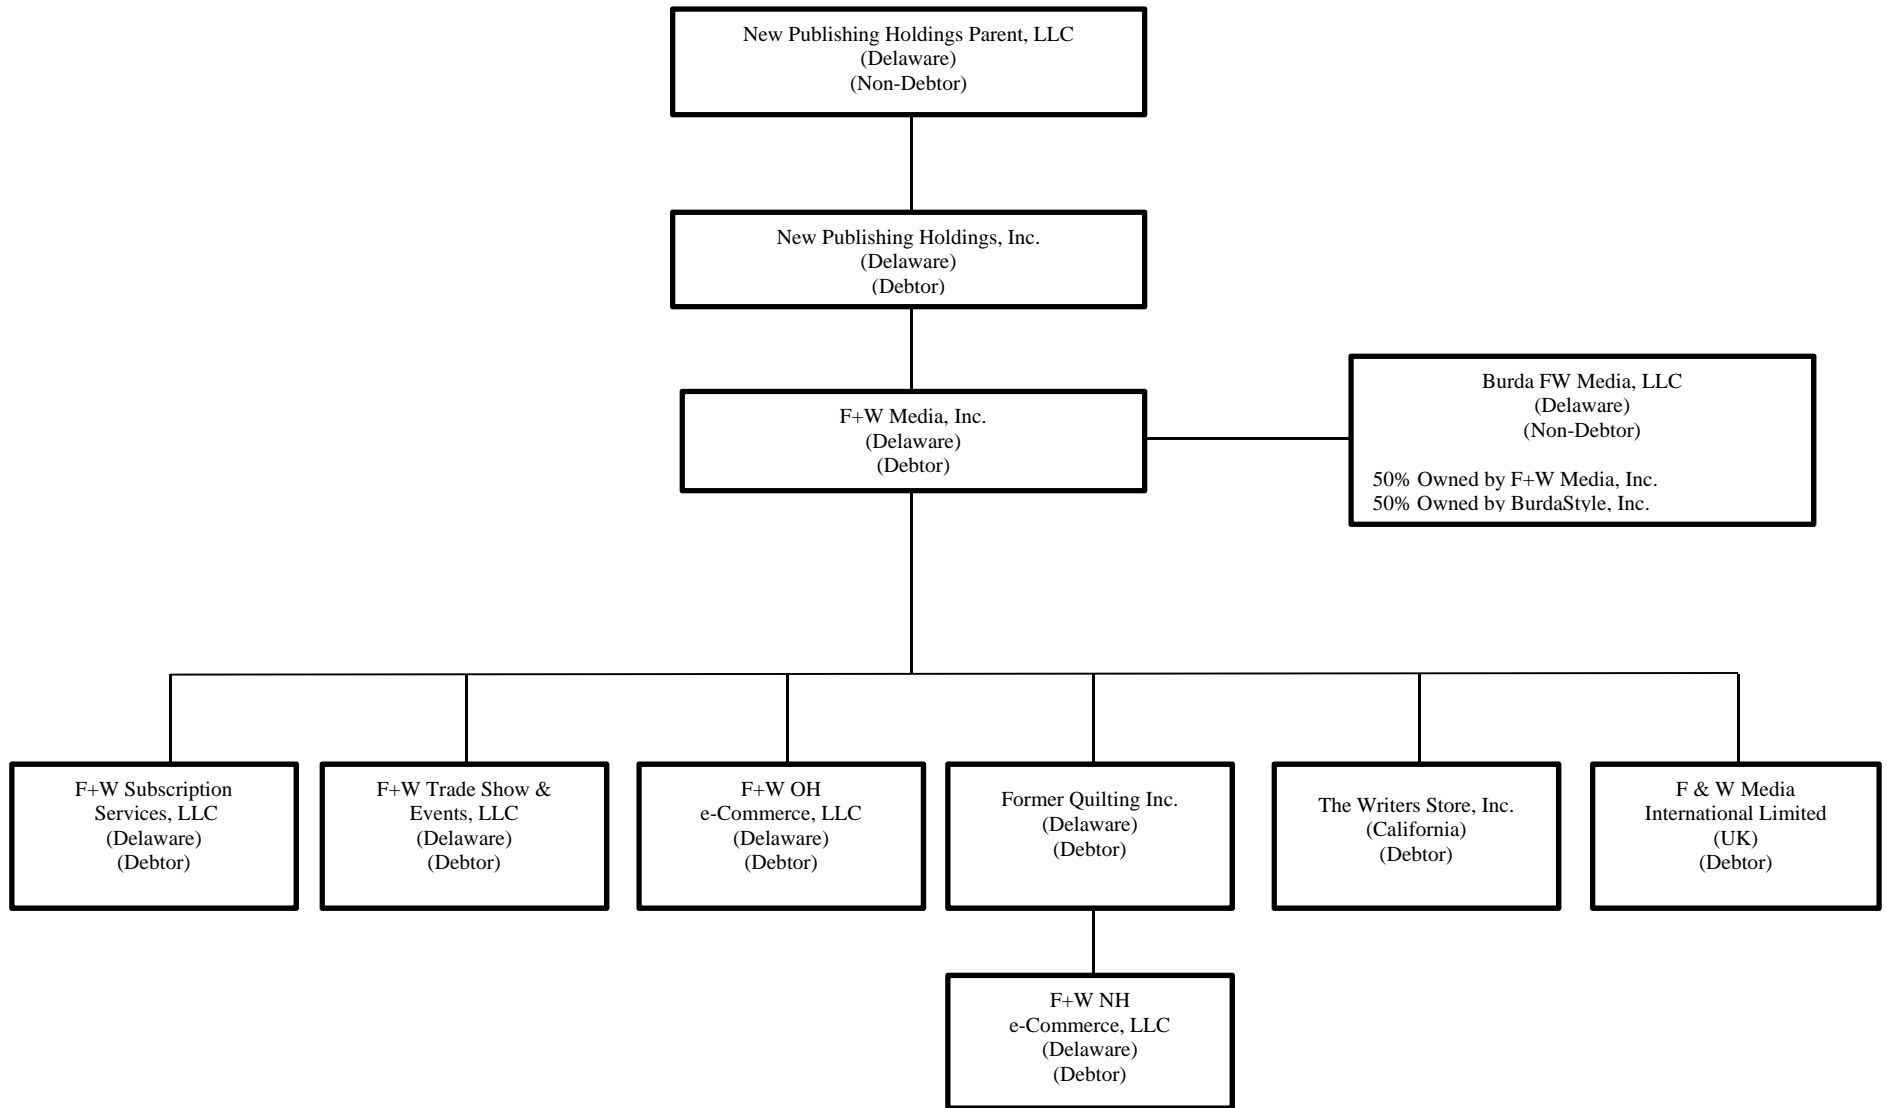 New Publishing Holdings Parent, LLC
(Delaware)
(Non-Debtor)
New Publishing Holdings, Inc.
(Delaware)
(Debtor)
F+W Media, Inc.
(Delaware)
(Debtor)
Burda FW Media, LLC
(Delaware)
(Non-Debtor)
50% Owned by F+W Media, Inc.
50% Owned by BurdaStyle, Inc.
F+W Subscription
Services, LLC
(Delaware)
(Debtor)
F+W Trade Show &
Events, LLC
(Delaware)
(Debtor)
F+W OH
e-Commerce, LLC
(Delaware)
(Debtor)
Former Quilting Inc.
(Delaware)
(Debtor)
The Writers Store, Inc.
(California)
(Debtor)
F & W Media
International Limited
(UK)
(Debtor)
F+W NH
e-Commerce, LLC
(Delaware)
(Debtor)